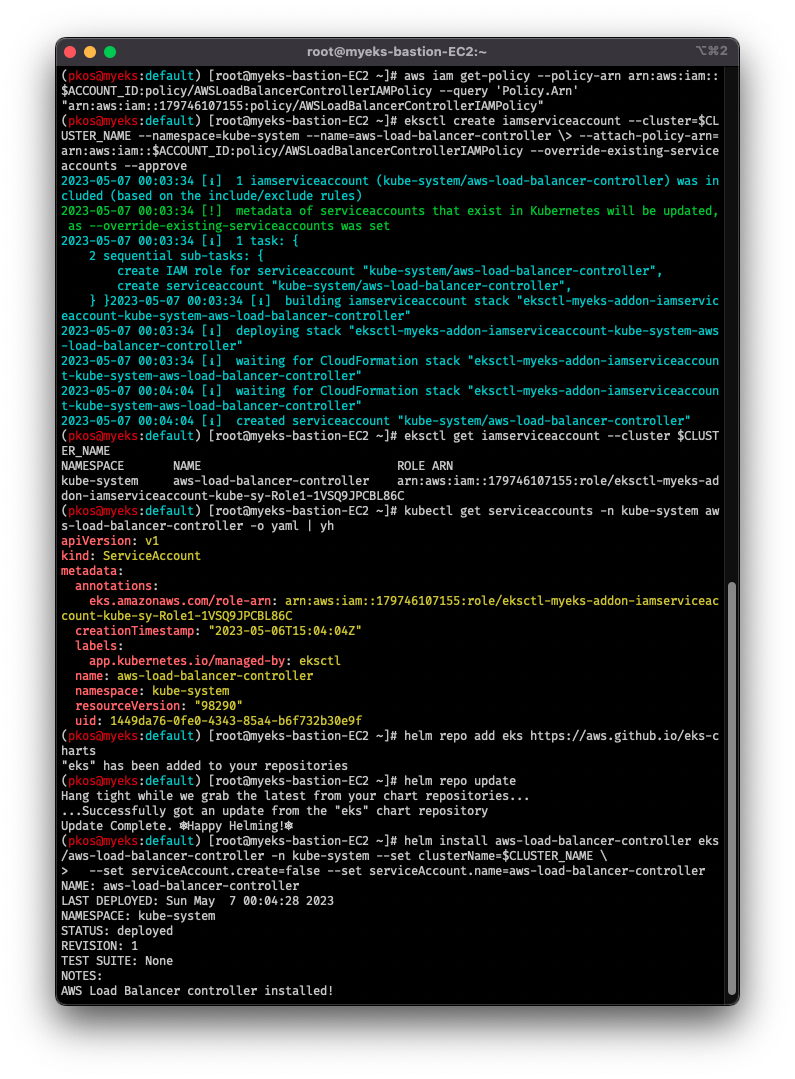 root@myeks-bastion-EC2:~
⌥⌘2
(pkos@myeks:default) [root@myeks-bastion-EC2 ~]# aws iam get-policy --policy-arn arn:aws:iam::
$ACCOUNT_ID:policy/AWSLoadBalancerControllerIAMPolicy --query 'Policy.Arn'
"arn:aws:iam::179746107155:policy/AWSLoadBalancerControllerIAMPolicy"
(pkos@myeks:default) [root@myeks-bastion-EC2 ~]# eksctl create iamserviceaccount --cluster=$CL
USTER_NAME --namespace=kube-system --name=aws-load-balancer-controller \> --attach-policy-arn=
arn:aws:iam::$ACCOUNT_ID:policy/AWSLoadBalancerControllerIAMPolicy --override-existing-service
accounts --approve
2023-05-07 00:03:34 [ℹ]  1 iamserviceaccount (kube-system/aws-load-balancer-controller) was in
cluded (based on the include/exclude rules)
2023-05-07 00:03:34 [!]  metadata of serviceaccounts that exist in Kubernetes will be updated,
 as --override-existing-serviceaccounts was set
2023-05-07 00:03:34 [ℹ]  1 task: {
    2 sequential sub-tasks: {
        create IAM role for serviceaccount "kube-system/aws-load-balancer-controller",
        create serviceaccount "kube-system/aws-load-balancer-controller",
    } }2023-05-07 00:03:34 [ℹ]  building iamserviceaccount stack "eksctl-myeks-addon-iamservic
eaccount-kube-system-aws-load-balancer-controller"
2023-05-07 00:03:34 [ℹ]  deploying stack "eksctl-myeks-addon-iamserviceaccount-kube-system-aws
-load-balancer-controller"
2023-05-07 00:03:34 [ℹ]  waiting for CloudFormation stack "eksctl-myeks-addon-iamserviceaccoun
t-kube-system-aws-load-balancer-controller"
2023-05-07 00:04:04 [ℹ]  waiting for CloudFormation stack "eksctl-myeks-addon-iamserviceaccoun
t-kube-system-aws-load-balancer-controller"
2023-05-07 00:04:04 [ℹ]  created serviceaccount "kube-system/aws-load-balancer-controller"
(pkos@myeks:default) [root@myeks-bastion-EC2 ~]# eksctl get iamserviceaccount --cluster $CLUST
ER_NAME
NAMESPACE       NAME                            ROLE ARN
kube-system     aws-load-balancer-controller    arn:aws:iam::179746107155:role/eksctl-myeks-ad
don-iamserviceaccount-kube-sy-Role1-1VSQ9JPCBL86C
(pkos@myeks:default) [root@myeks-bastion-EC2 ~]# kubectl get serviceaccounts -n kube-system aw
s-load-balancer-controller -o yaml | yh
apiVersion: v1
kind: ServiceAccount
metadata:
  annotations:
    eks.amazonaws.com/role-arn: arn:aws:iam::179746107155:role/eksctl-myeks-addon-iamserviceac
count-kube-sy-Role1-1VSQ9JPCBL86C
  creationTimestamp: "2023-05-06T15:04:04Z"
  labels:
    app.kubernetes.io/managed-by: eksctl
  name: aws-load-balancer-controller
  namespace: kube-system
  resourceVersion: "98290"
  uid: 1449da76-0fe0-4343-85a4-b6f732b30e9f
(pkos@myeks:default) [root@myeks-bastion-EC2 ~]# helm repo add eks https://aws.github.io/eks-c
harts
"eks" has been added to your repositories
(pkos@myeks:default) [root@myeks-bastion-EC2 ~]# helm repo update
Hang tight while we grab the latest from your chart repositories...
...Successfully got an update from the "eks" chart repository
Update Complete. ⎈Happy Helming!⎈
(pkos@myeks:default) [root@myeks-bastion-EC2 ~]# helm install aws-load-balancer-controller eks
/aws-load-balancer-controller -n kube-system --set clusterName=$CLUSTER_NAME \
>   --set serviceAccount.create=false --set serviceAccount.name=aws-load-balancer-controller
NAME: aws-load-balancer-controller
LAST DEPLOYED: Sun May  7 00:04:28 2023
NAMESPACE: kube-system
STATUS: deployed
REVISION: 1
TEST SUITE: None
NOTES:
AWS Load Balancer controller installed!